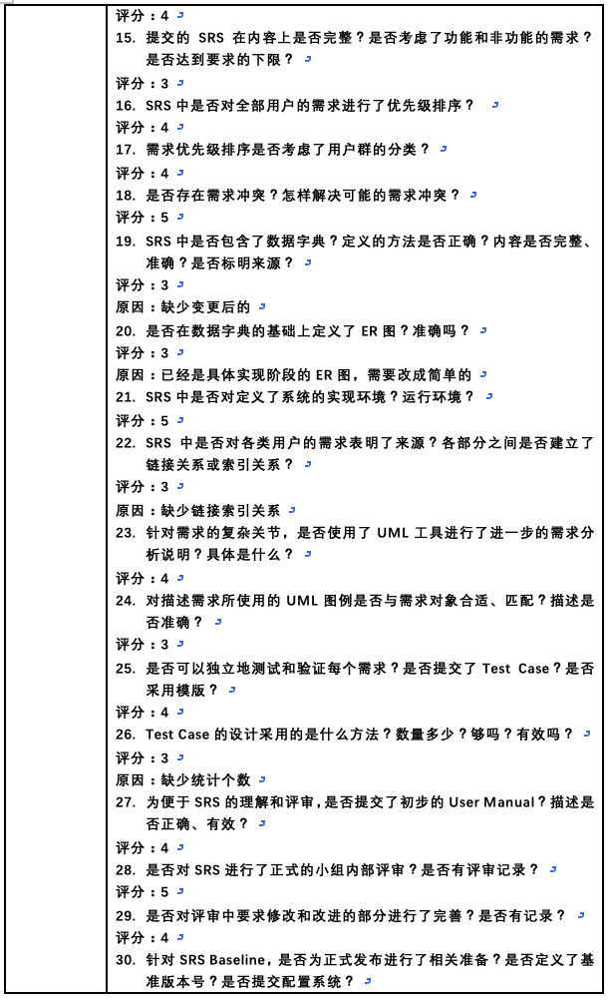 评分：4
15. 提交的 SRS 在内容上是否完整？是否考虑了功能和非功能的需求？
是否达到要求的下限？
评分：3
16. SRS 中是否对全部用户的需求进行了优先级排序？
评分：4
17. 需求优先级排序是否考虑了用户群的分类？
评分：4
18. 是否存在需求冲突？怎样解决可能的需求冲突？
评分：5
19. SRS 中是否包含了数据字典？定义的方法是否正确？内容是否完整、
准确？是否标明来源？
评分：3
原因：缺少变更后的
20. 是否在数据字典的基础上定义了 ER 图？准确吗？
评分：3
原因：已经是具体实现阶段的 ER 图，需要改成简单的
21. SRS 中是否对定义了系统的实现环境？运行环境？
评分：5
22. SRS 中是否对各类用户的需求表明了来源？各部分之间是否建立了
链接关系或索引关系？
评分：3
原因：缺少链接索引关系
23. 针对需求的复杂关节，是否使用了 UML 工具进行了进一步的需求分
析说明？具体是什么？
评分：4
24. 对描述需求所使用的 UML 图例是否与需求对象合适、匹配？描述是
否准确？
评分：3
25. 是否可以独立地测试和验证每个需求？是否提交了 Test Case？是否
采用模版？
评分：4
26. Test Case 的设计采用的是什么方法？数量多少？够吗？有效吗？
评分：3
原因：缺少统计个数
27. 为便于 SRS 的理解和评审，是否提交了初步的 User Manual？描述是
否正确、有效？
评分：4
28. 是否对 SRS 进行了正式的小组内部评审？是否有评审记录？
评分：5
29. 是否对评审中要求修改和改进的部分进行了完善？是否有记录？
评分：4
30. 针对 SRS Baseline，是否为正式发布进行了相关准备？是否定义了基
准版本号？是否提交配置系统？